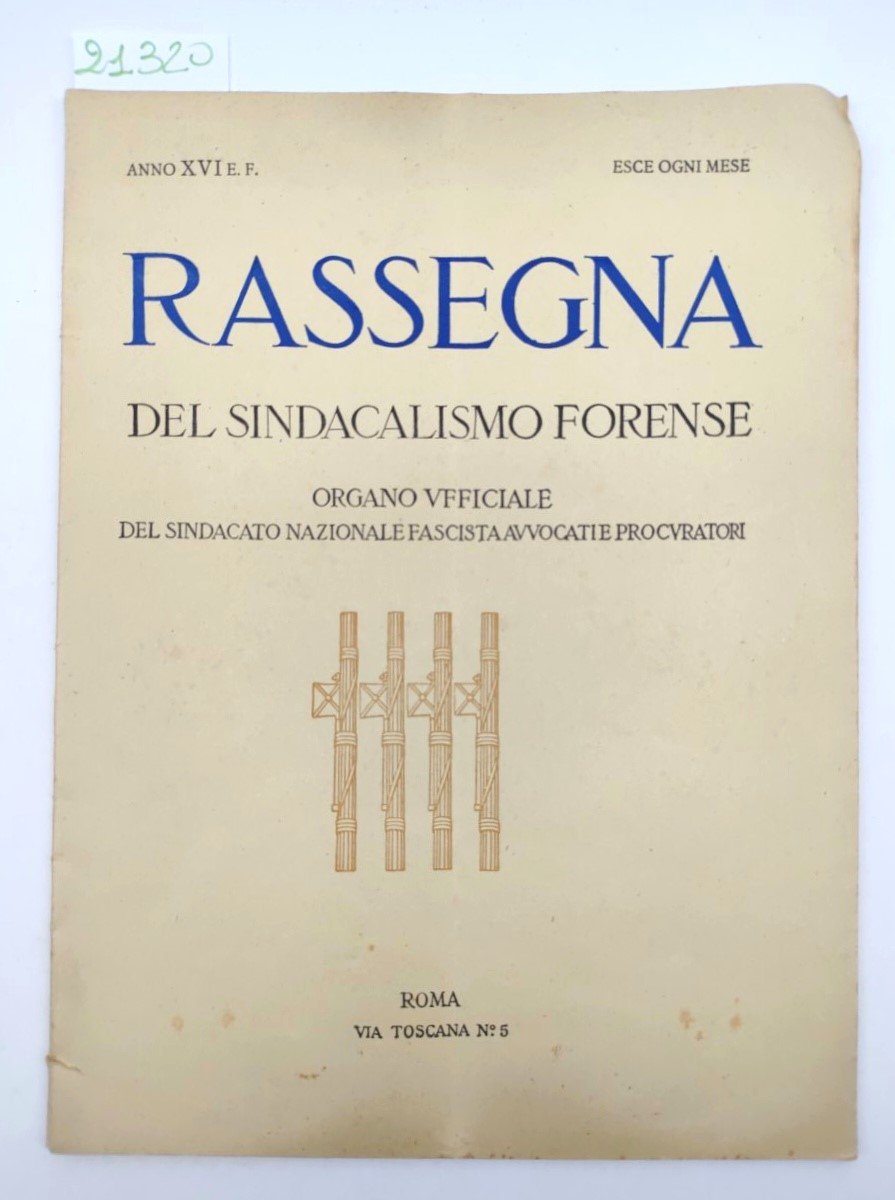 21320
ANNO XVI E. F.
ESCE OGNI MESE
RASSEGNA
DEL SINDACALISMO FORENSE
ORGANO VFFICIALE
DEL SINDACATO NAZIONALE FASCISTA AVVOCATI E PROCVRATORI
ROMA
VIA TOSCANA Nº 5